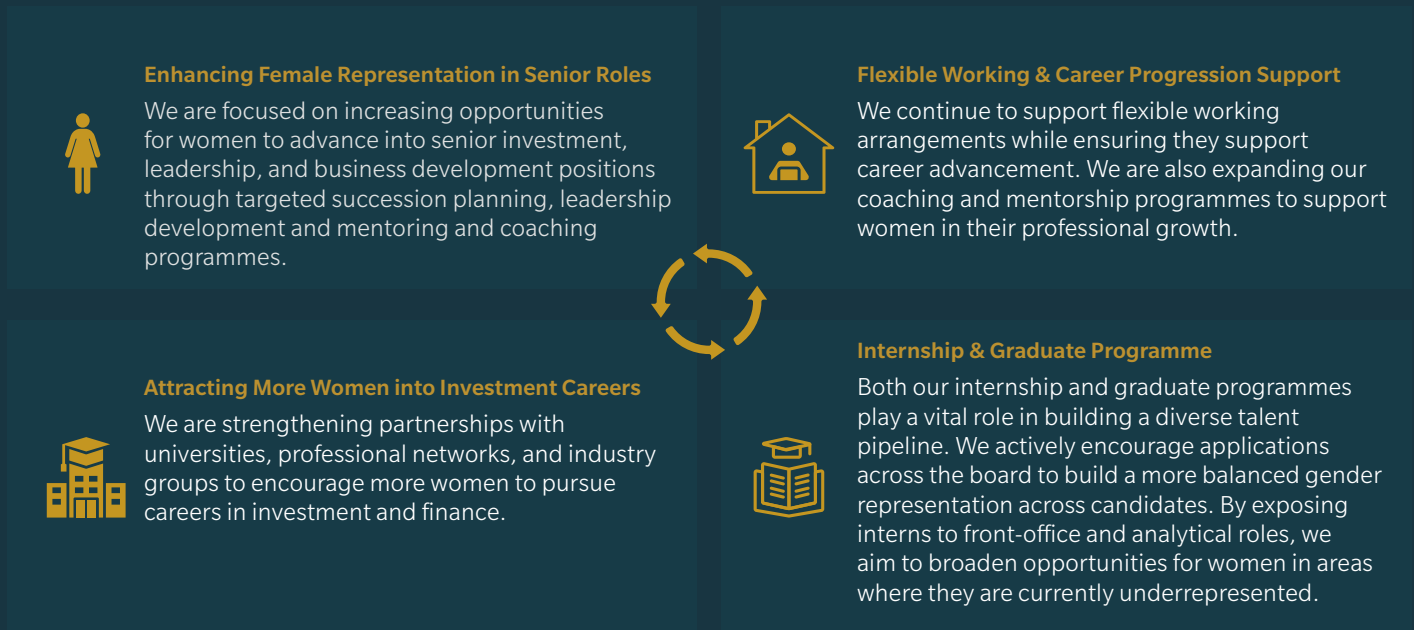 Enhancing Female Representation in Senior Roles
We are focused on increasing opportunities
for women to advance into senior investment,
leadership, and business development positions
through targeted succession planning, leadership
development and mentoring and coaching
programmes.
Flexible Working & Career Progression Support
We continue to support flexible working
arrangements while ensuring they support
career advancement. We are also expanding our
coaching and mentorship programmes to support
women in their professional growth.
Attracting More Women into Investment Careers
We are strengthening partnerships with
universities, professional networks, and industry
groups to encourage more women to pursue
careers in investment and finance.
Internship & Graduate Programme
Both our internship and graduate programmes
play a vital role in building a diverse talent
pipeline. We actively encourage applications
across the board to build a more balanced gender
representation across candidates. By exposing
interns to front-office and analytical roles, we
aim to broaden opportunities for women in areas
where they are currently underrepresented.